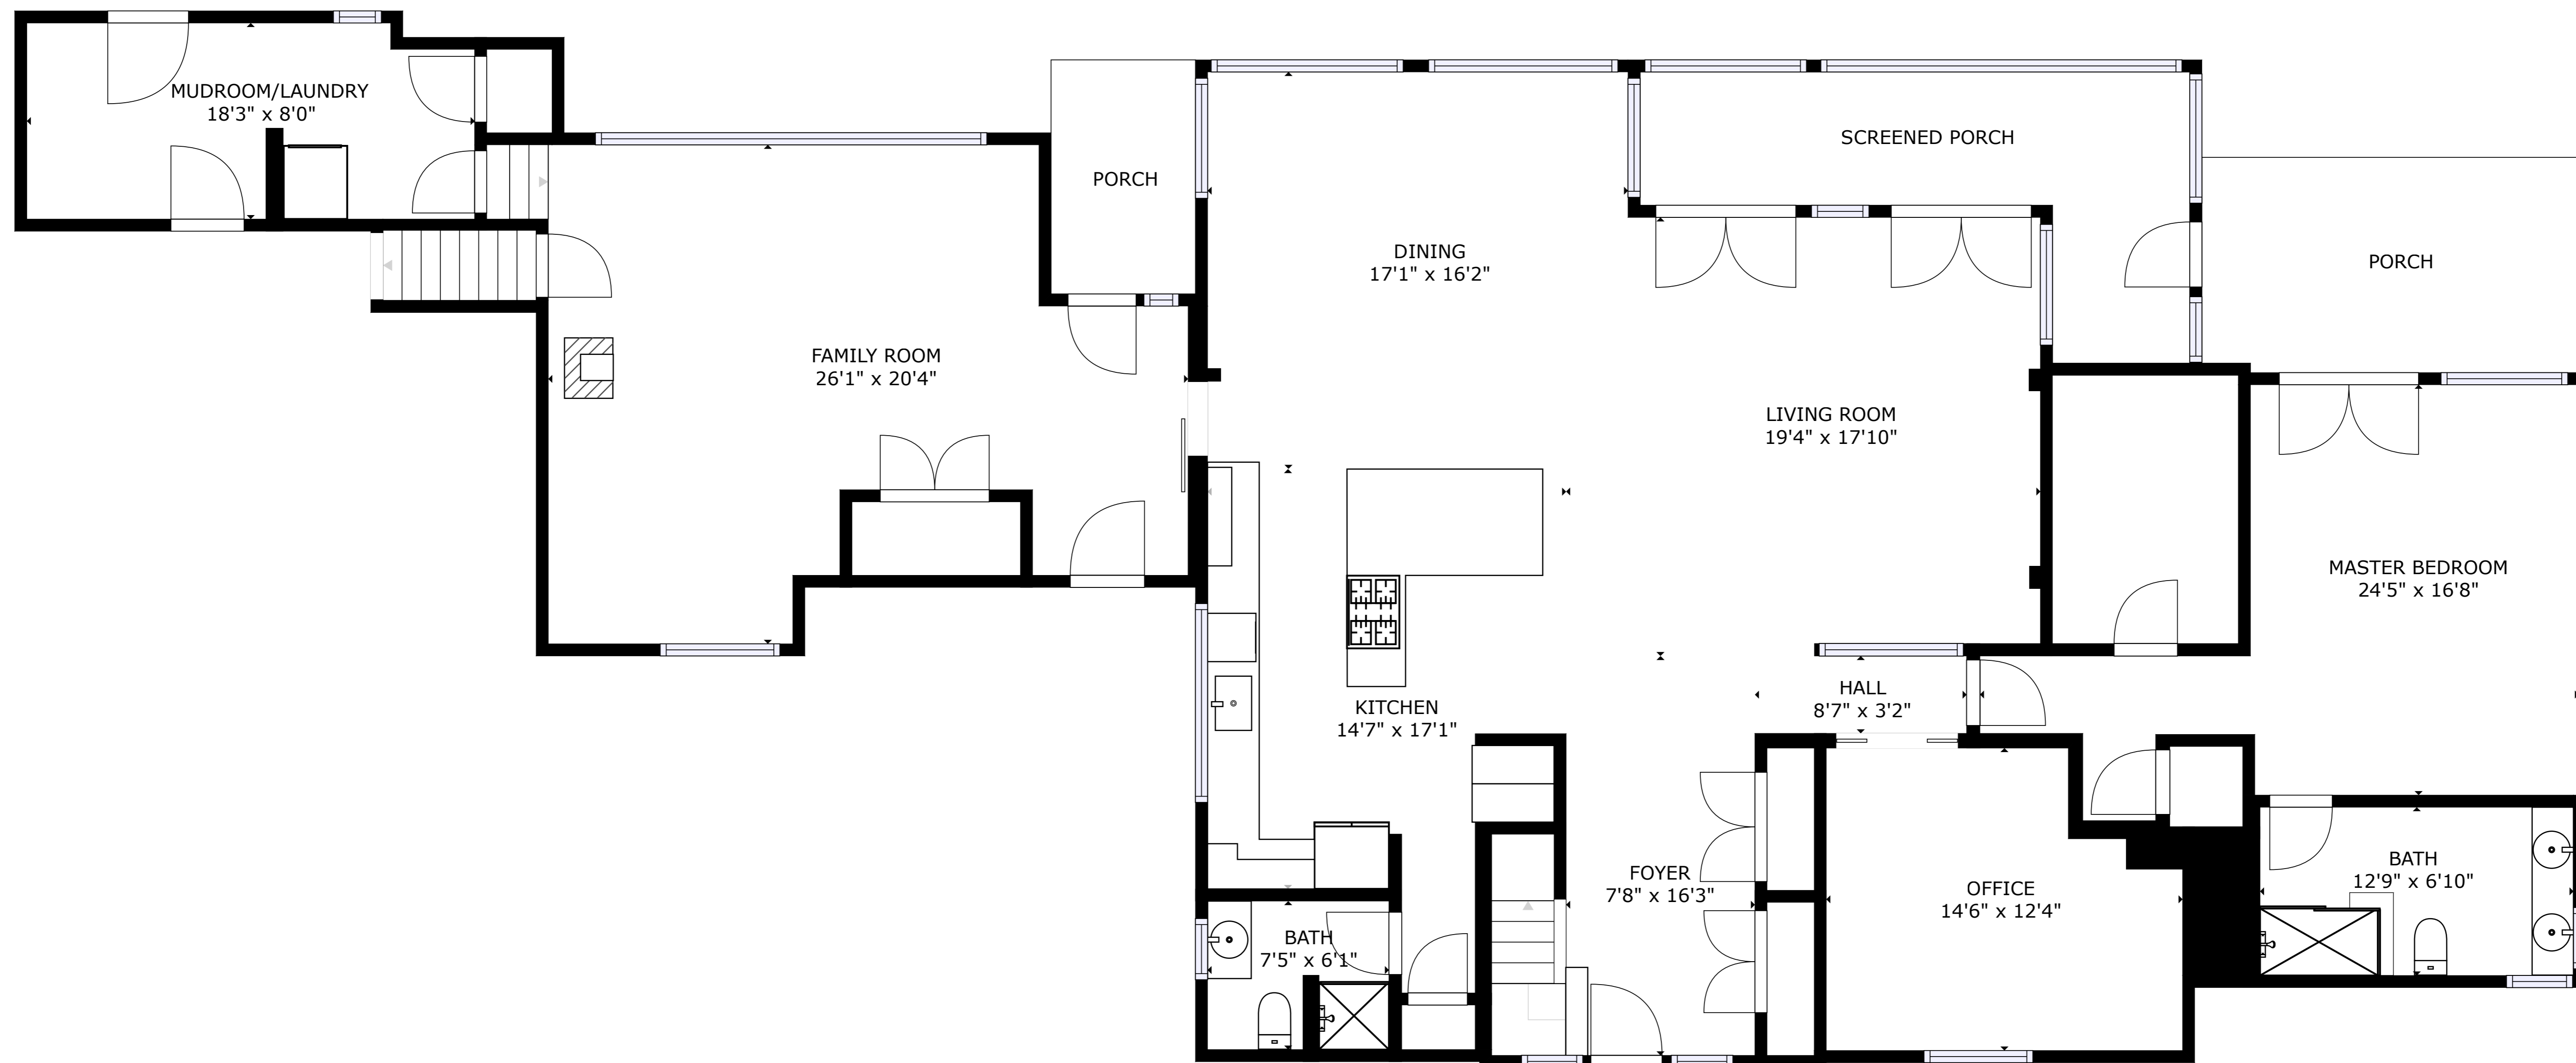 MUDROOM/LAUNDRY
18'3" x 8'0"
SCREENED PORCH
PORCH
DINING
17'1" x 16'2"
PORCH
FAMILY ROOM
26'1" x 20'4"
LIVING ROOM
19'4" x 17'10"
MASTER BEDROOM
24'5" x 16'8"
HALL
8'7" x 3'2"
KITCHEN
14'7" x 17'1"
FOYER
7'8" x 16'3"
OFFICE
14'6" x 12'4"
BATH
12'9" x 6'10"
BATH
7'5" x 6'1"